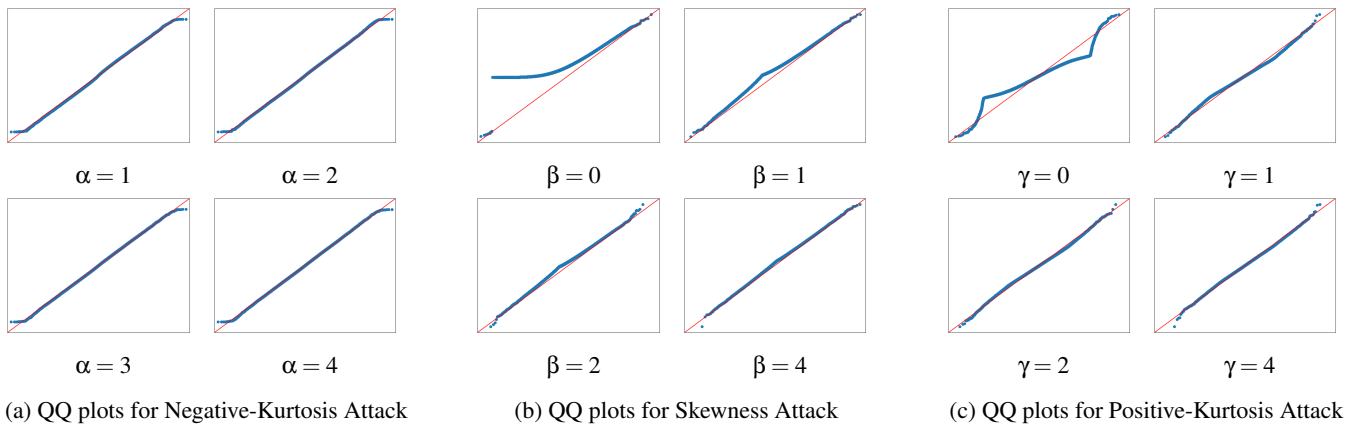 α = 1 α = 2 β = 0 β = 1 γ = 0 γ = 1
α = 3 α = 4 β = 2 β = 4 γ = 2 γ = 4
(a) QQ plots for Negative-Kurtosis Attack (b) QQ plots for Skewness Attack (c) QQ plots for Positive-Kurtosis Attack